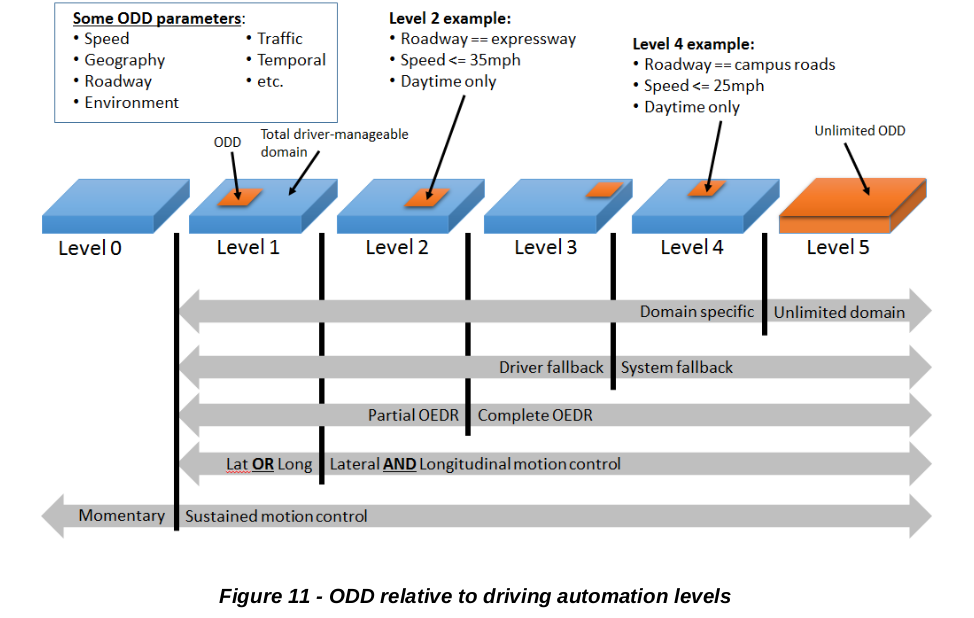 Some ODD parameters:
• Speed
• Geography
• Roadway
• Environment
• Traffic
• Temporal
• etc.
Level 2 example:
• Roadway == expressway
• Speed <= 35mph
• Daytime only
Level 4 example:
• Roadway == campus roads
• Speed <= 25mph
• Daytime only
ODD
Total driver-manageable
domain
Unlimited ODD
Level 0
Level 1
Level 2
Level 3
Level 4
Level 5
Domain specific
Unlimited domain
Driver fallback
System fallback
Partial OEDR
Complete OEDR
Lat OR Long
Lateral AND Longitudinal motion control
Momentary
Sustained motion control
Figure 11 - ODD relative to driving automation levels